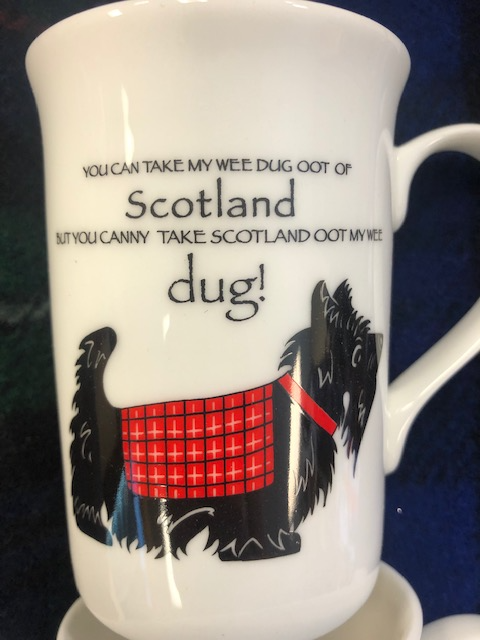 YOU CAN TAKE MY WEE DUG OOT OF
Scotland
BUT YOU CANNY TAKE SCOTLAND OOT MY WEE
dug!